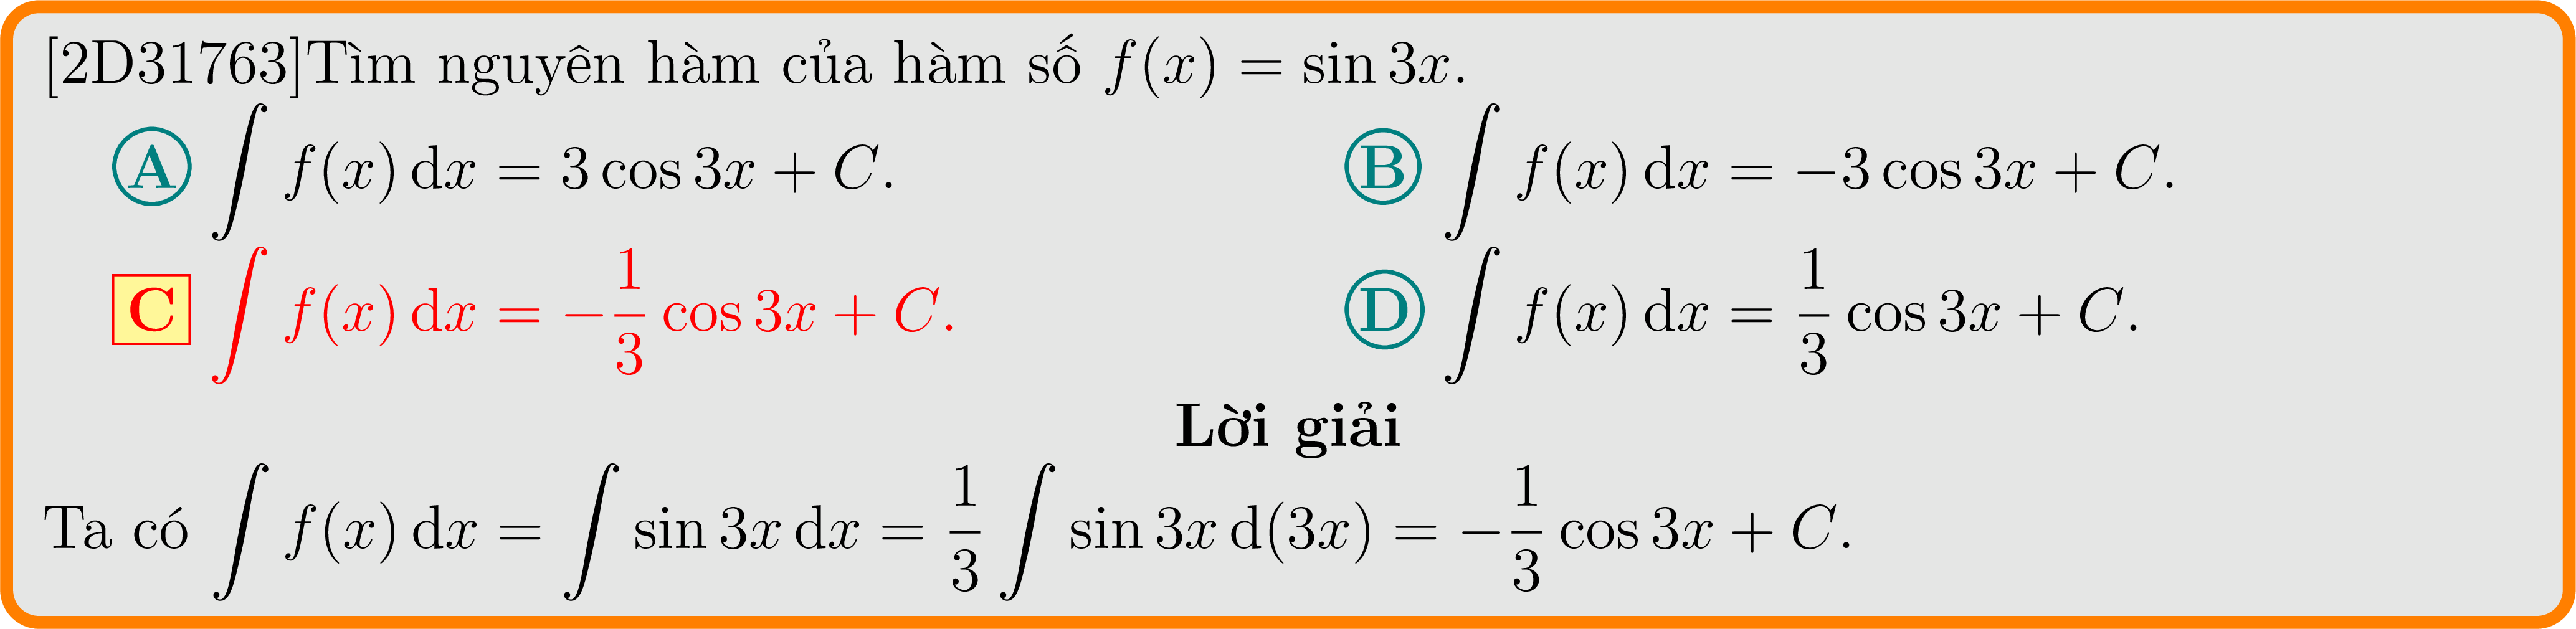 [2D31763]Tìm nguyên hàm của hàm số $f(x) = \sin 3x$.
A $\int f(x)\,\mathrm{d}x = 3\cos 3x + C$. B $\int f(x)\,\mathrm{d}x = -3\cos 3x + C$.
C $\int f(x)\,\mathrm{d}x = -\frac{1}{3}\cos 3x + C$. D $\int f(x)\,\mathrm{d}x = \frac{1}{3}\cos 3x + C$.
Lời giải
Ta có $\int f(x)\,\mathrm{d}x = \int \sin 3x\,\mathrm{d}x = \frac{1}{3}\int \sin 3x\,\mathrm{d}(3x) = -\frac{1}{3}\cos 3x + C$.